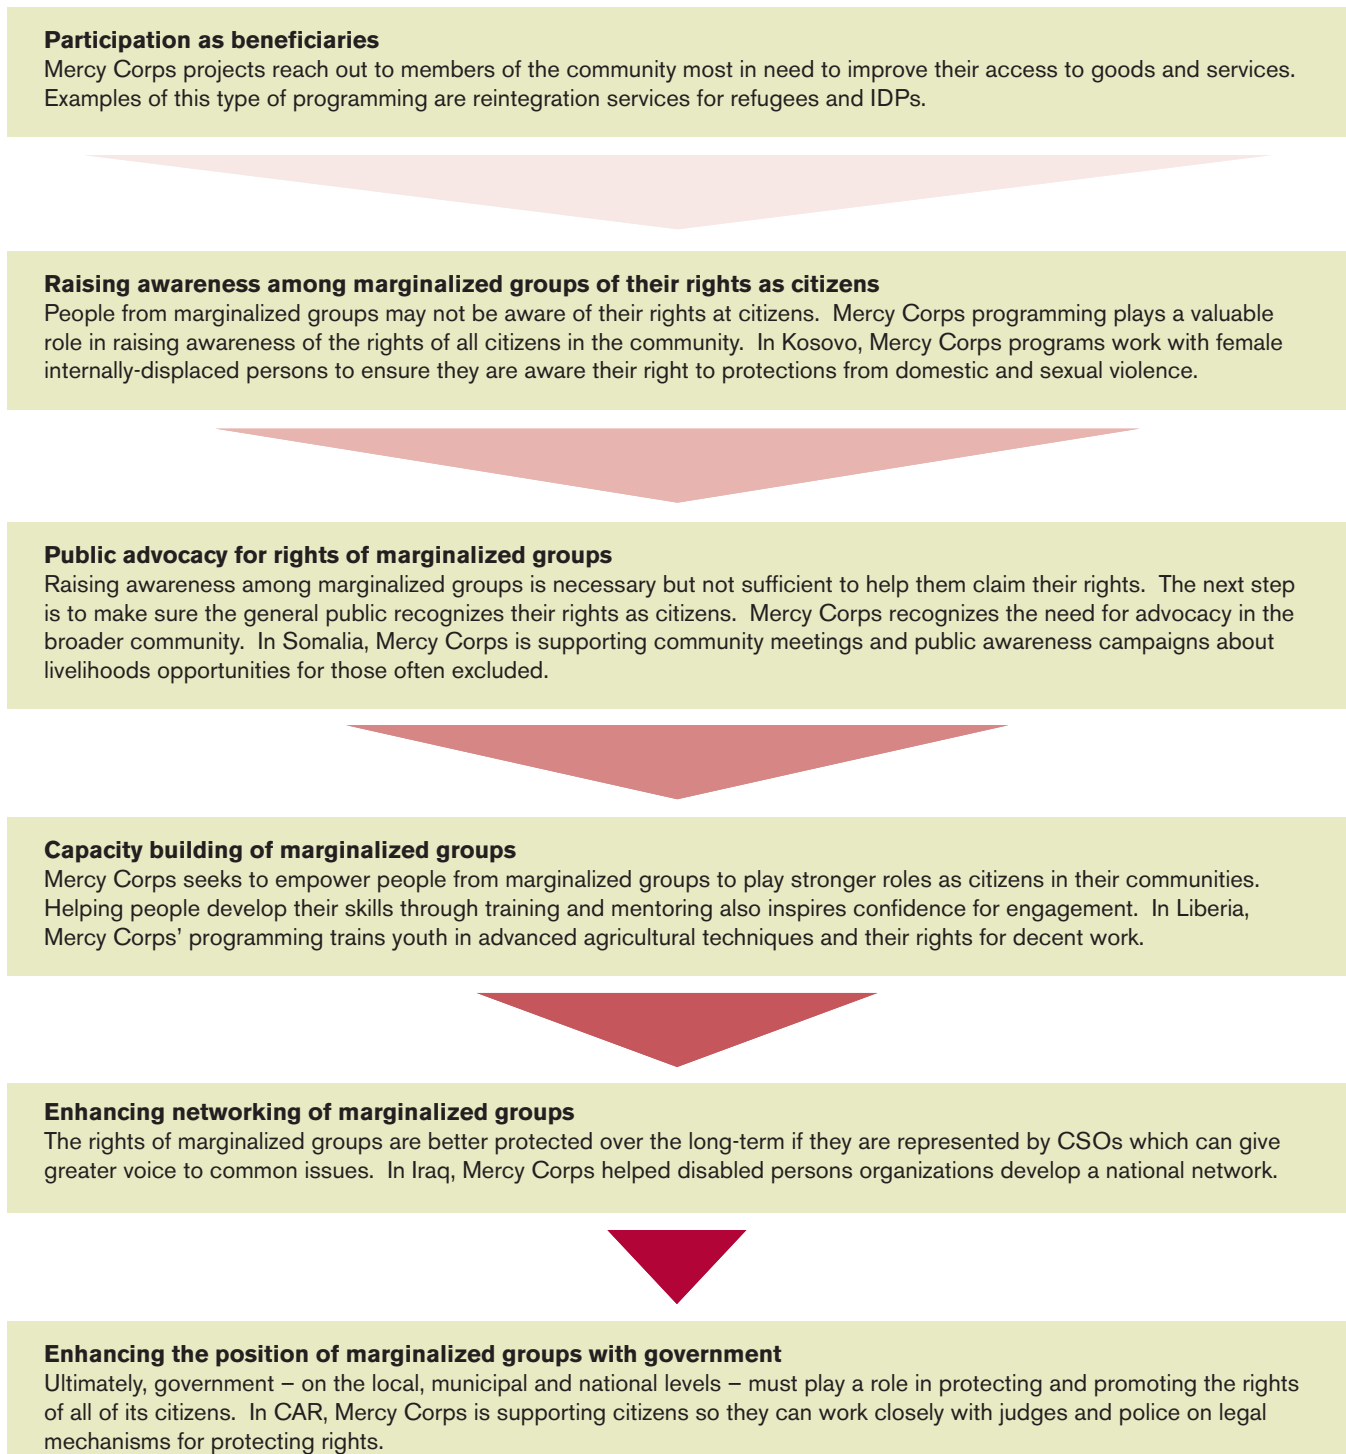 Participation as beneficiaries
Mercy Corps projects reach out to members of the community most in need to improve their access to goods and services.
Examples of this type of programming are reintegration services for refugees and IDPs.
Raising awareness among marginalized groups of their rights as citizens
People from marginalized groups may not be aware of their rights at citizens.  Mercy Corps programming plays a valuable
role in raising awareness of the rights of all citizens in the community.  In Kosovo, Mercy Corps programs work with female
internally-displaced persons to ensure they are aware their right to protections from domestic and sexual violence.
Public advocacy for rights of marginalized groups
Raising awareness among marginalized groups is necessary but not sufficient to help them claim their rights.  The next step
is to make sure the general public recognizes their rights as citizens.  Mercy Corps recognizes the need for advocacy in the
broader community.  In Somalia, Mercy Corps is supporting community meetings and public awareness campaigns about
livelihoods opportunities for those often excluded.
Capacity building of marginalized groups
Mercy Corps seeks to empower people from marginalized groups to play stronger roles as citizens in their communities.
Helping people develop their skills through training and mentoring also inspires confidence for engagement.  In Liberia,
Mercy Corps’ programming trains youth in advanced agricultural techniques and their rights for decent work.
Enhancing networking of marginalized groups
The rights of marginalized groups are better protected over the long-term if they are represented by CSOs which can give
greater voice to common issues.  In Iraq, Mercy Corps helped disabled persons organizations develop a national network.
Enhancing the position of marginalized groups with government
Ultimately, government – on the local, municipal and national levels – must play a role in protecting and promoting the rights
of all of its citizens.  In CAR, Mercy Corps is supporting citizens so they can work closely with judges and police on legal
mechanisms for protecting rights.